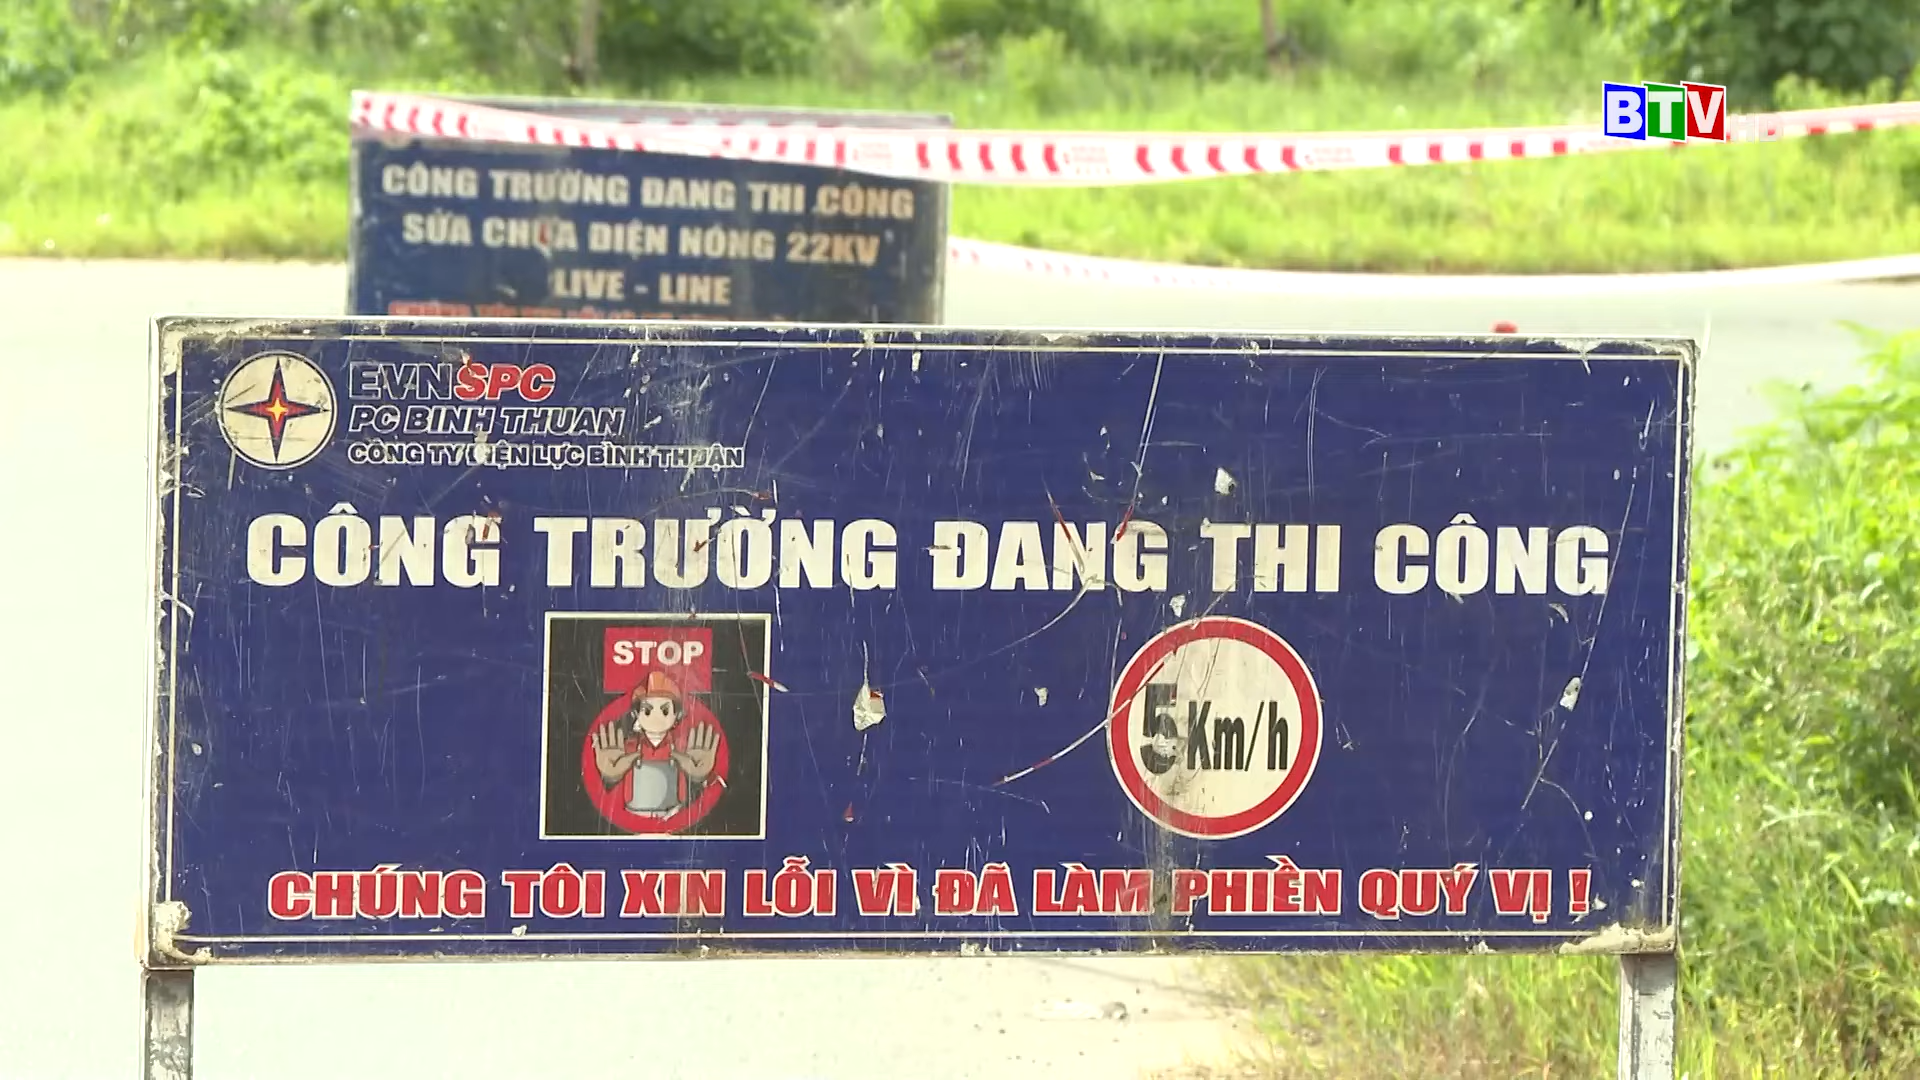 BTV HD
CÔNG TRƯỜNG ĐANG THI CÔNG
SỬA CHỮA ĐIỆN NÓNG 22KV
LIVE - LINE
EVNSPC
PC BINH THUAN
CÔNG TY ĐIỆN LỰC BÌNH THUẬN
CÔNG TRƯỜNG ĐANG THI CÔNG
STOP
5 Km/h
CHÚNG TÔI XIN LỖI VÌ ĐÃ LÀM PHIỀN QUÝ VỊ !